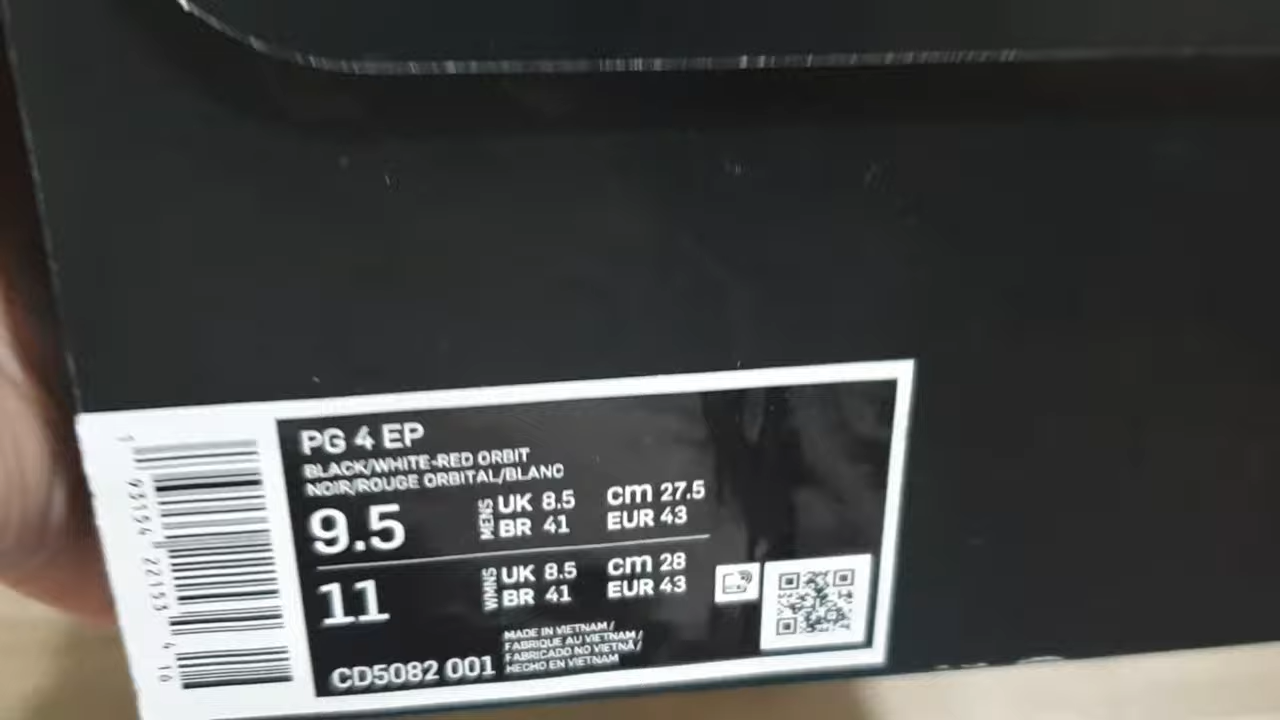 PG 4 EP
BLACK/WHITE-RED ORBIT
NOIR/ROUGE ORBITAL/BLANC
9.5 MENS UK 8.5 cm 27.5
BR 41 EUR 43
11 WMNS UK 8.5 cm 28
BR 41 EUR 43
CD5082 001
MADE IN VIETNAM /
FABRIQUE AU VIETNAM /
FABRICADO NO VIETNÃ /
HECHO EN VIETNAM